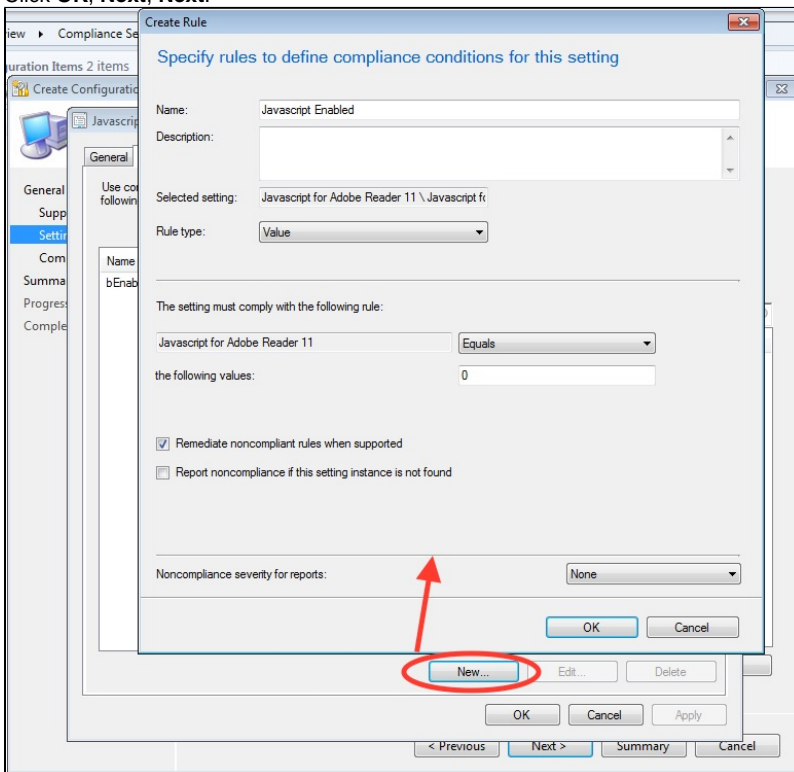 Click OK, Next, Next.
iew ▸ Compliance Se
uration Items 2 items
Create Configuratio
Javascrip
General
Use con
followin
Name
bEnab
General
Supp
Settin
Com
Summa
Progress
Comple
Create Rule
Specify rules to define compliance conditions for this setting
Name:
Javascript Enabled
Description:
Selected setting:
Javascript for Adobe Reader 11 \ Javascript fo
Rule type:
Value
The setting must comply with the following rule:
Javascript for Adobe Reader 11
Equals
the following values:
0
Remediate noncompliant rules when supported
Report noncompliance if this setting instance is not found
Noncompliance severity for reports:
None
OK
Cancel
New...
Edit...
Delete
OK
Cancel
Apply
< Previous
Next >
Summary
Cancel